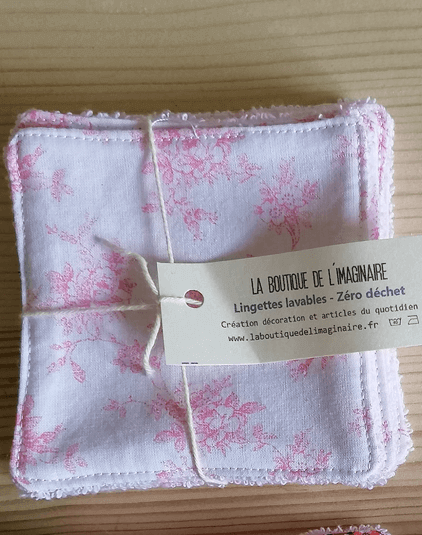 LA BOUTIQUE DE L'IMAGINAIRE
Lingettes lavables - Zéro déchet
Création décoration et articles du quotidien
www.laboutiquedelimaginaire.fr